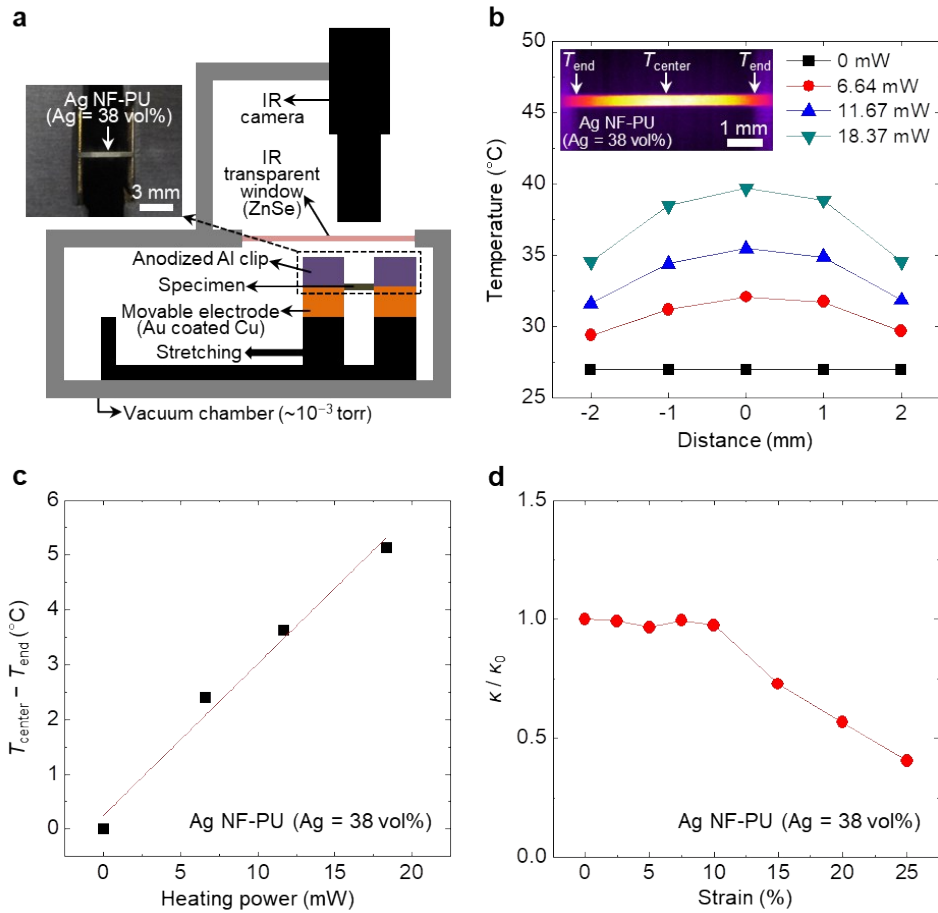 a
Ag NF-PU
(Ag = 38 vol%)
3 mm
IR
camera
IR
transparent
window
(ZnSe)
Anodized Al clip
Specimen
Movable electrode
(Au coated Cu)
Stretching
Vacuum chamber (~10⁻³ torr)
b
50
45
40
35
30
25
Temperature (°C)
-2 -1 0 1 2
Distance (mm)
T_end T_center T_end
Ag NF-PU
(Ag = 38 vol%)
1 mm
0 mW
6.64 mW
11.67 mW
18.37 mW
c
6
5
4
3
2
1
0
T_center − T_end (°C)
Ag NF-PU (Ag = 38 vol%)
0 5 10 15 20
Heating power (mW)
d
1.5
1.0
0.5
0.0
κ / κ₀
Ag NF-PU (Ag = 38 vol%)
0 5 10 15 20 25
Strain (%)